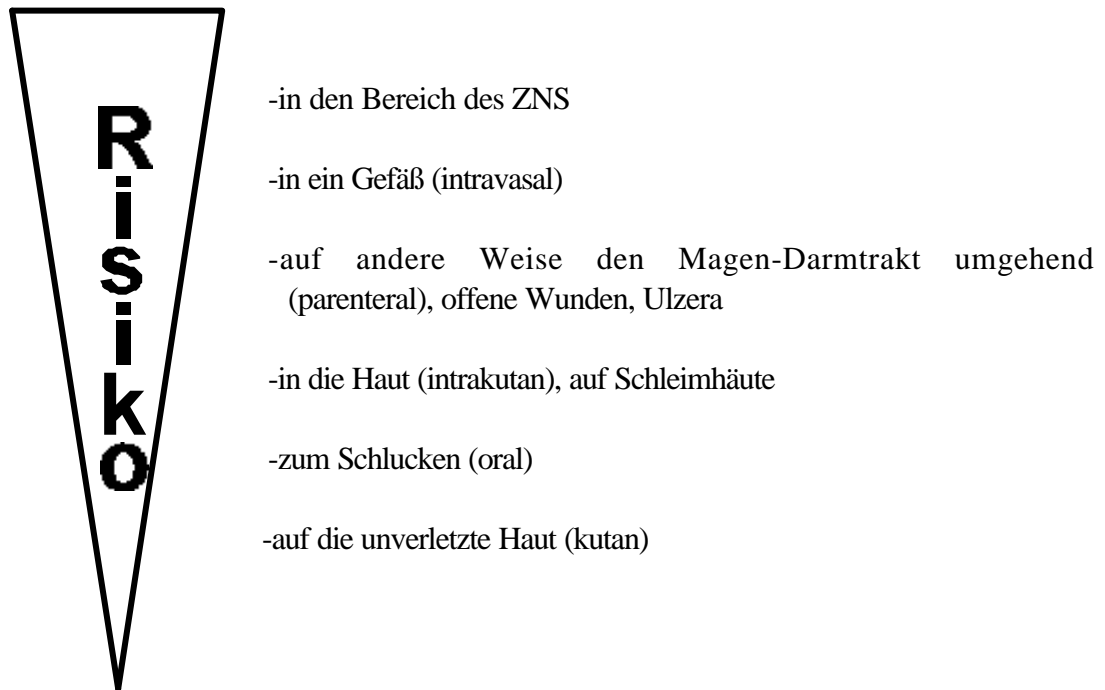 Risiko
-in den Bereich des ZNS
-in ein Gefäß (intravasal)
-auf andere Weise den Magen-Darmtrakt umgehend
(parenteral), offene Wunden, Ulzera
-in die Haut (intrakutan), auf Schleimhäute
-zum Schlucken (oral)
-auf die unverletzte Haut (kutan)